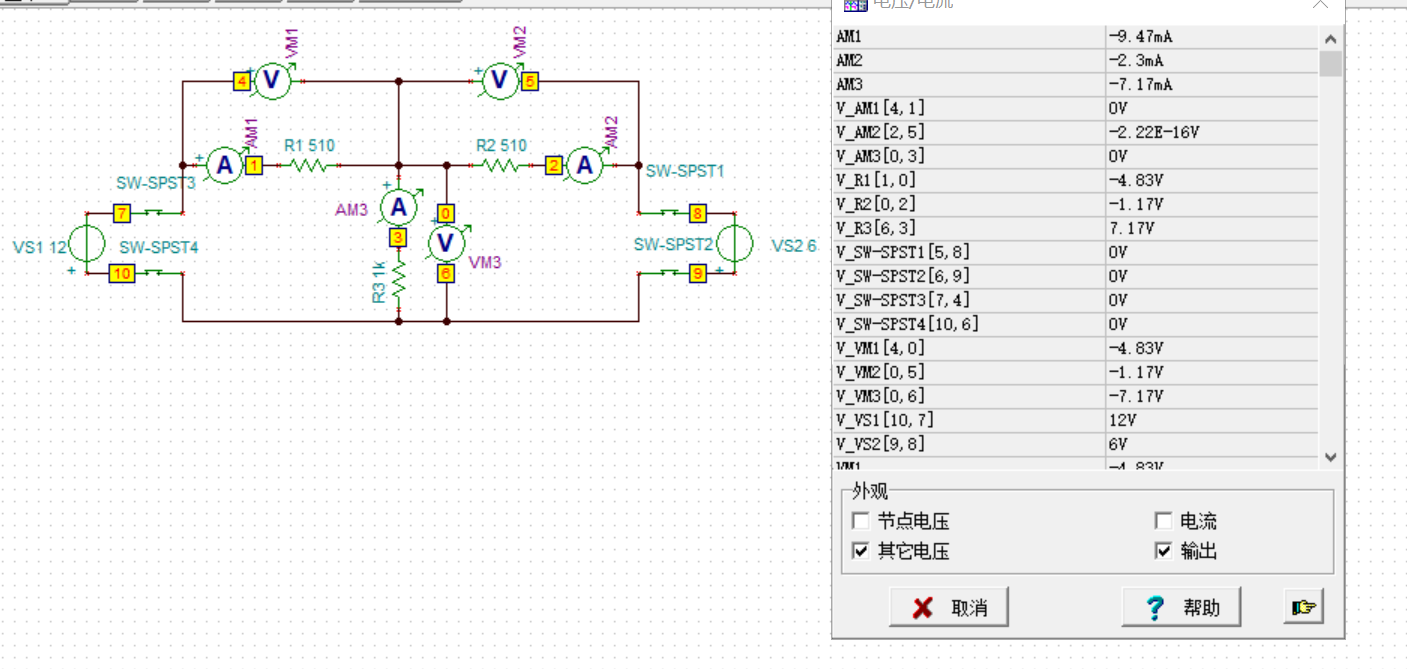 电压/电流
VM1
VM2
4
V
V
5
AM1
R1 510
R2 510
AM2
A
1
2
A
SW-SPST3
SW-SPST1
AM3
A
0
7
8
VS1 12
SW-SPST4
3
V
SW-SPST2
VS2 6
VM3
10
R3 1k
6
9
AM1 -9.47mA
AM2 -2.3mA
AM3 -7.17mA
V_AM1[4,1] 0V
V_AM2[2,5] -2.22E-16V
V_AM3[0,3] 0V
V_R1[1,0] -4.83V
V_R2[0,2] -1.17V
V_R3[6,3] 7.17V
V_SW-SPST1[5,8] 0V
V_SW-SPST2[6,9] 0V
V_SW-SPST3[7,4] 0V
V_SW-SPST4[10,6] 0V
V_VM1[4,0] -4.83V
V_VM2[0,5] -1.17V
V_VM3[0,6] -7.17V
V_VS1[10,7] 12V
V_VS2[9,8] 6V
VM1 -4.83V
外观
节点电压
电流
其它电压
输出
取消
帮助